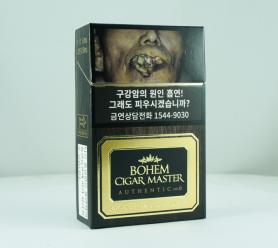 구강암의 원인 흡연!
그래도 피우시겠습니까?
금연상담전화 1544-9030
BOHEM
CIGAR MASTER
AUTHENTIC